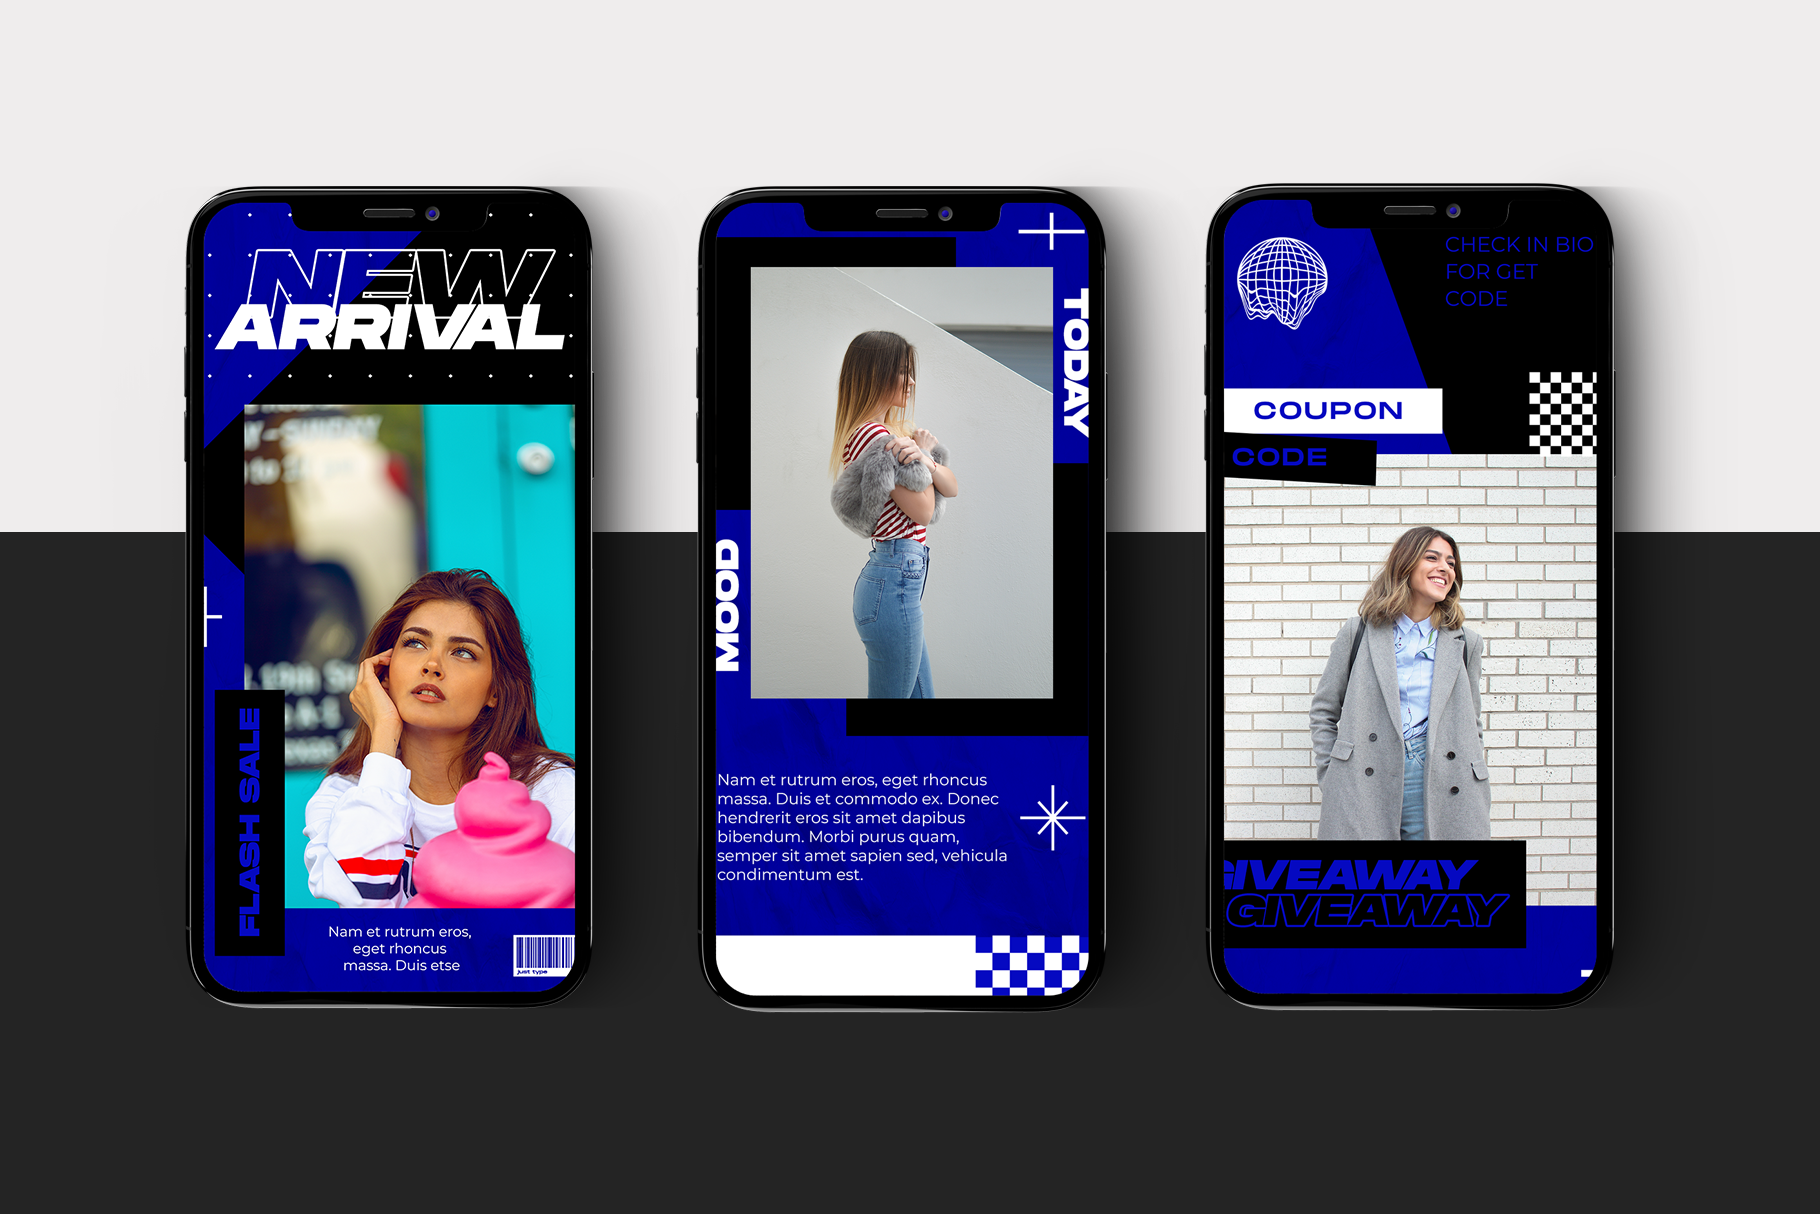 NEW
ARRIVAL
FLASH SALE
Nam et rutrum eros,
eget rhoncus
massa. Duis etse
just type
TODAY
MOOD
Nam et rutrum eros, eget rhoncus
massa. Duis et commodo ex. Donec
hendrerit eros sit amet dapibus
bibendum. Morbi purus quam,
semper sit amet sapien sed, vehicula
condimentum est.
CHECK IN BIO
FOR GET
CODE
COUPON
CODE
GIVEAWAY
GIVEAWAY